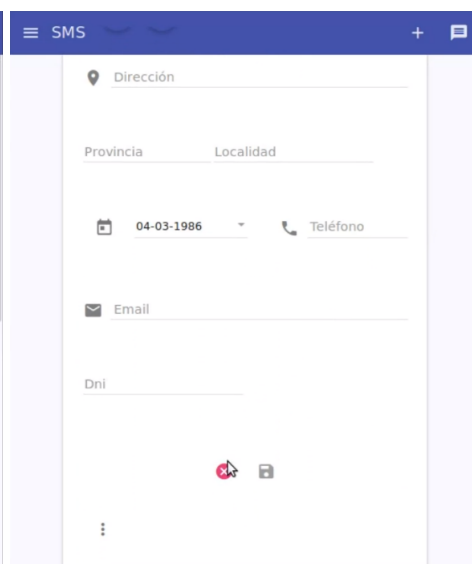 SMS
Dirección
Provincia Localidad
04-03-1986 Teléfono
Email
Dni